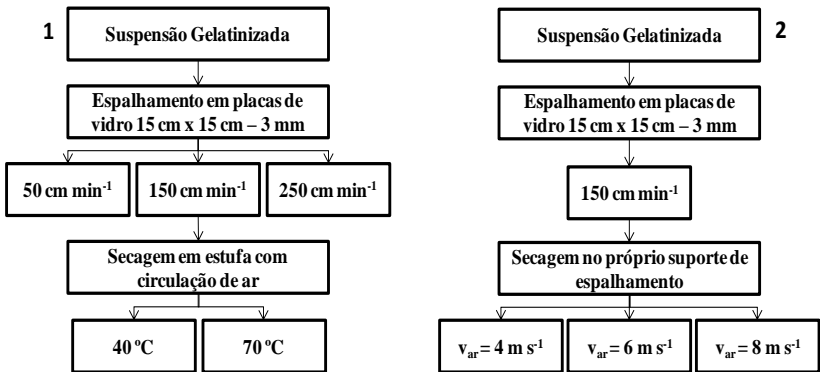 1
Suspensão Gelatinizada
Espalhamento em placas de
vidro 15 cm x 15 cm – 3 mm
50 cm min⁻¹
150 cm min⁻¹
250 cm min⁻¹
Secagem em estufa com
circulação de ar
40 ºC
70 ºC
Suspensão Gelatinizada
2
Espalhamento em placas de
vidro 15 cm x 15 cm – 3 mm
150 cm min⁻¹
Secagem no próprio suporte de
espalhamento
vₐᵣ = 4 m s⁻¹
vₐᵣ = 6 m s⁻¹
vₐᵣ = 8 m s⁻¹